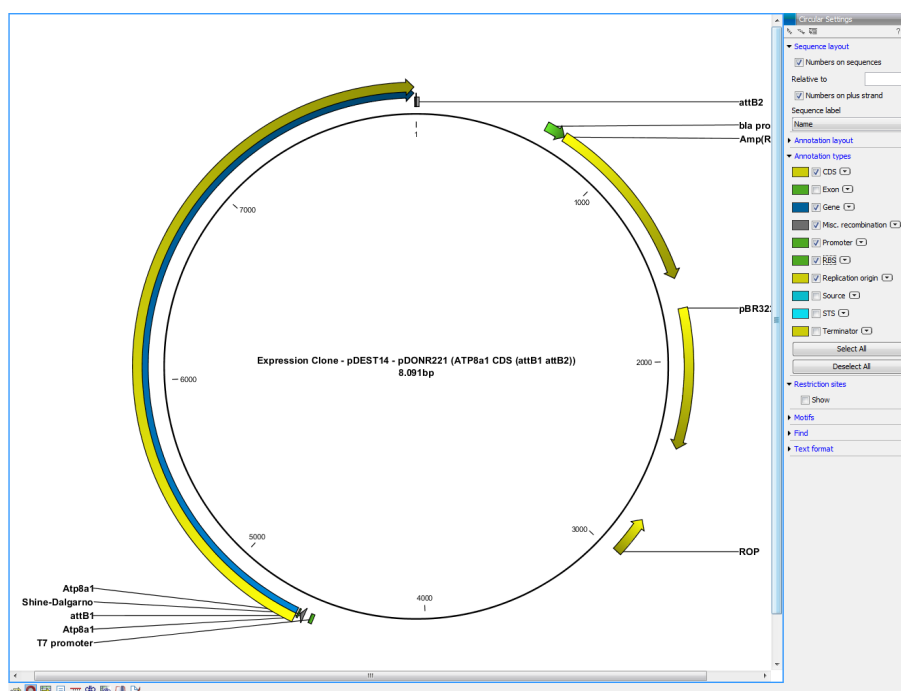 Circular Settings
?
Sequence layout
Numbers on sequences
Relative to
Numbers on plus strand
Sequence label
Name
Annotation layout
Annotation types
CDS
Exon
Gene
Misc. recombination
Promoter
RBS
Replication origin
Source
STS
Terminator
Select All
Deselect All
Restriction sites
Show
Motifs
Find
Text format
attB2
bla pro
Amp(R
1
1000
7000
pBR322
Expression Clone - pDEST14 - pDONR221 (ATP8a1 CDS (attB1 attB2))
8.091bp
2000
6000
3000
5000
ROP
4000
Atp8a1
Shine-Dalgarno
attB1
Atp8a1
T7 promoter